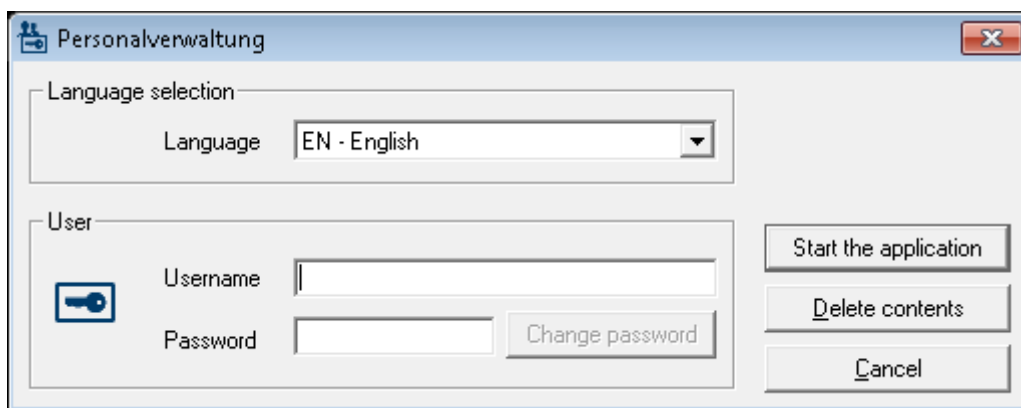 Personalverwaltung
Language selection
Language EN - English
User
Username
Password Change password
Start the application
Delete contents
Cancel